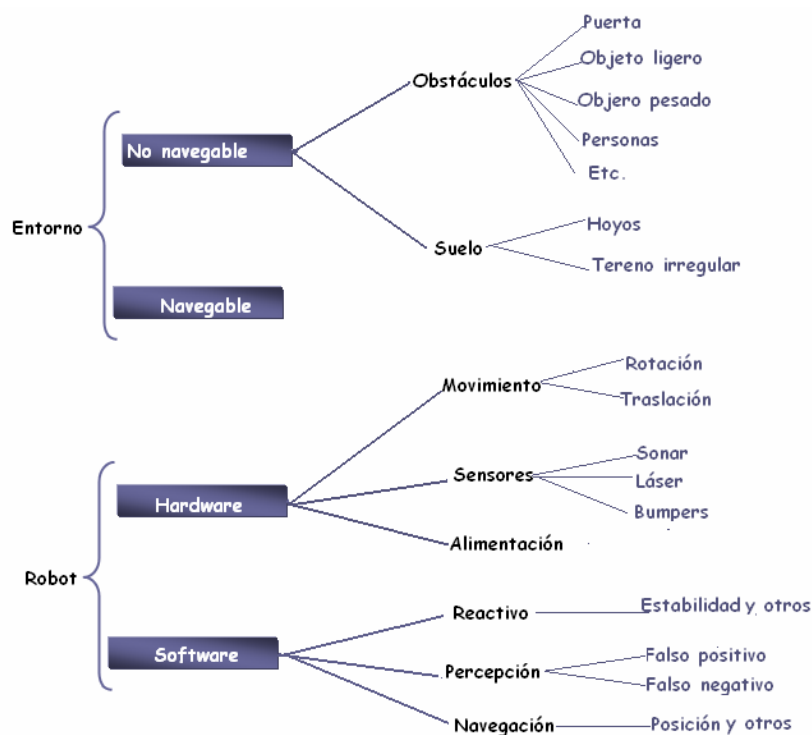 Puerta
Objeto ligero
Obstáculos
Objero pesado
No navegable
Personas
Etc.
Entorno
Hoyos
Suelo
Tereno irregular
Navegable
Rotación
Movimiento
Traslación
Sonar
Sensores
Láser
Hardware
Bumpers
Alimentación
Robot
Reactivo
Estabilidad y otros
Software
Falso positivo
Percepción
Falso negativo
Navegación
Posición y otros